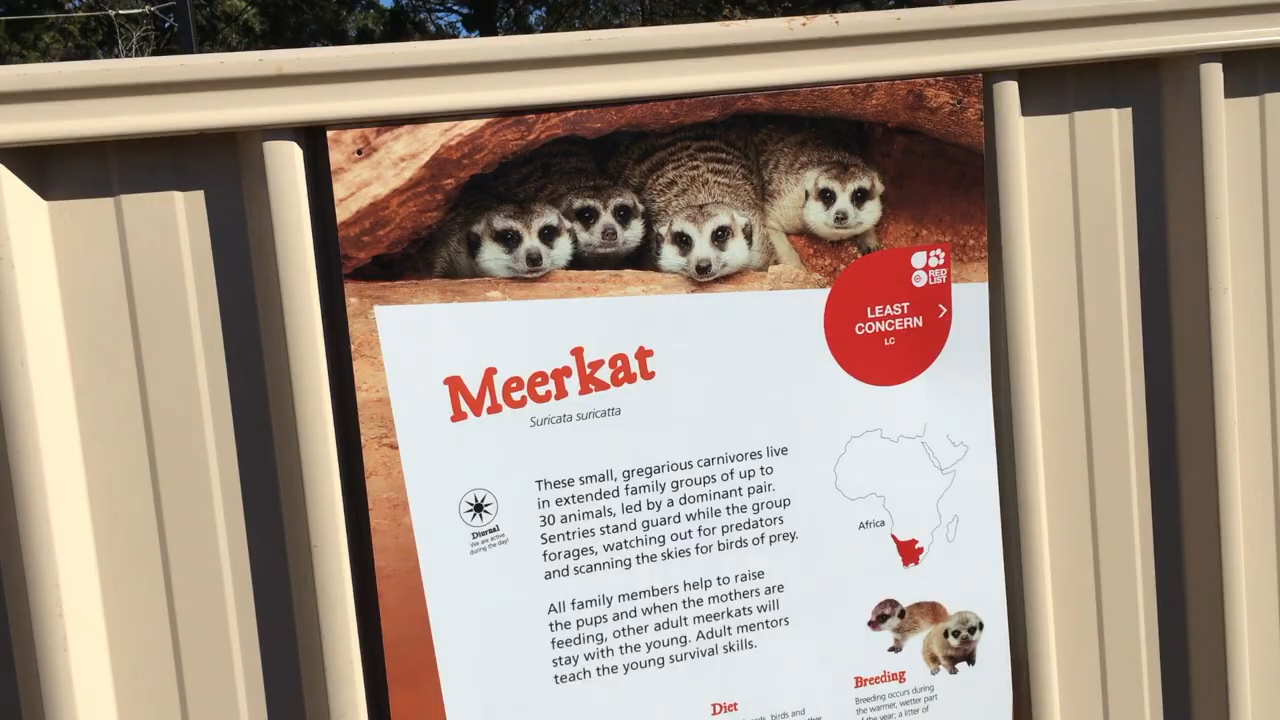 RED
LIST
LEAST
CONCERN
LC
Meerkat
Suricata suricatta
These small, gregarious carnivores live
in extended family groups of up to
30 animals, led by a dominant pair.
Sentries stand guard while the group
forages, watching out for predators
and scanning the skies for birds of prey.
Diurnal
We are active
during the day!
Africa
All family members help to raise
the pups and when the mothers are
feeding, other adult meerkats will
stay with the young. Adult mentors
teach the young survival skills.
Diet
birds and
Breeding
Breeding occurs during
the warmer, wetter part
of the year; a litter of